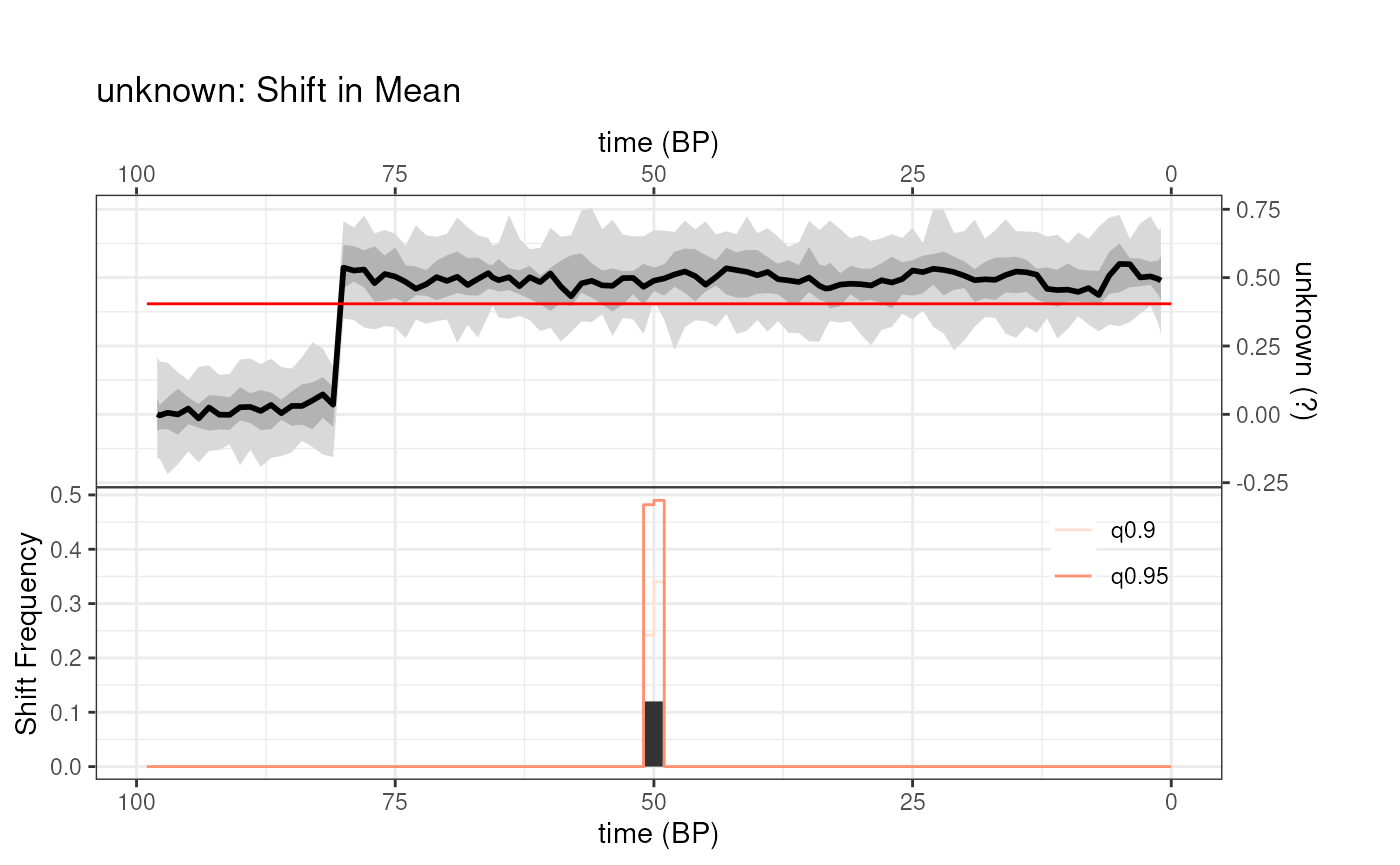 unknown: Shift in Mean
time (BP)
100 75 50 25 0
0.75
0.50
0.25
0.00
-0.25
unknown (?)
0.5
0.4
0.3
0.2
0.1
0.0
Shift Frequency
q0.9
q0.95
100 75 50 25 0
time (BP)